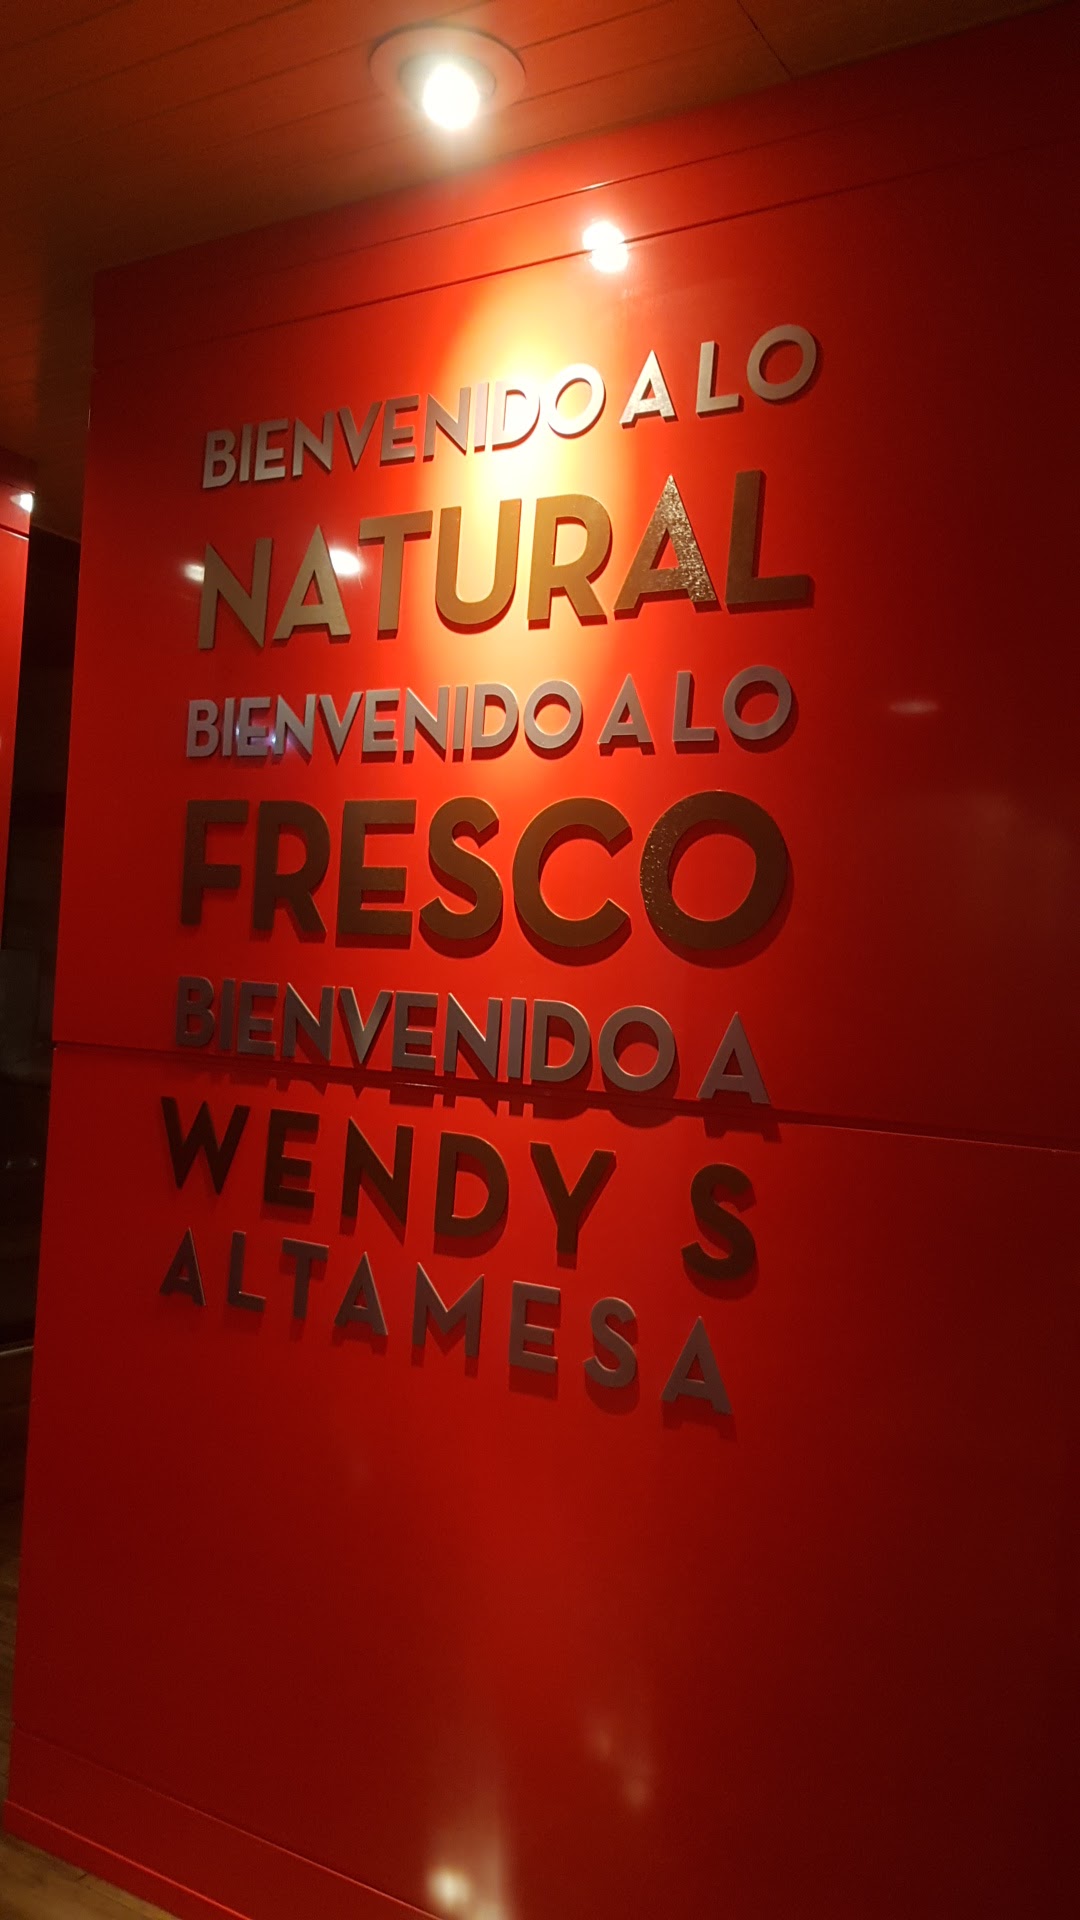 BIENVENIDO A LO
NATURAL
BIENVENIDO A LO
FRESCO
BIENVENIDO A
WENDY S
ALTAMESA